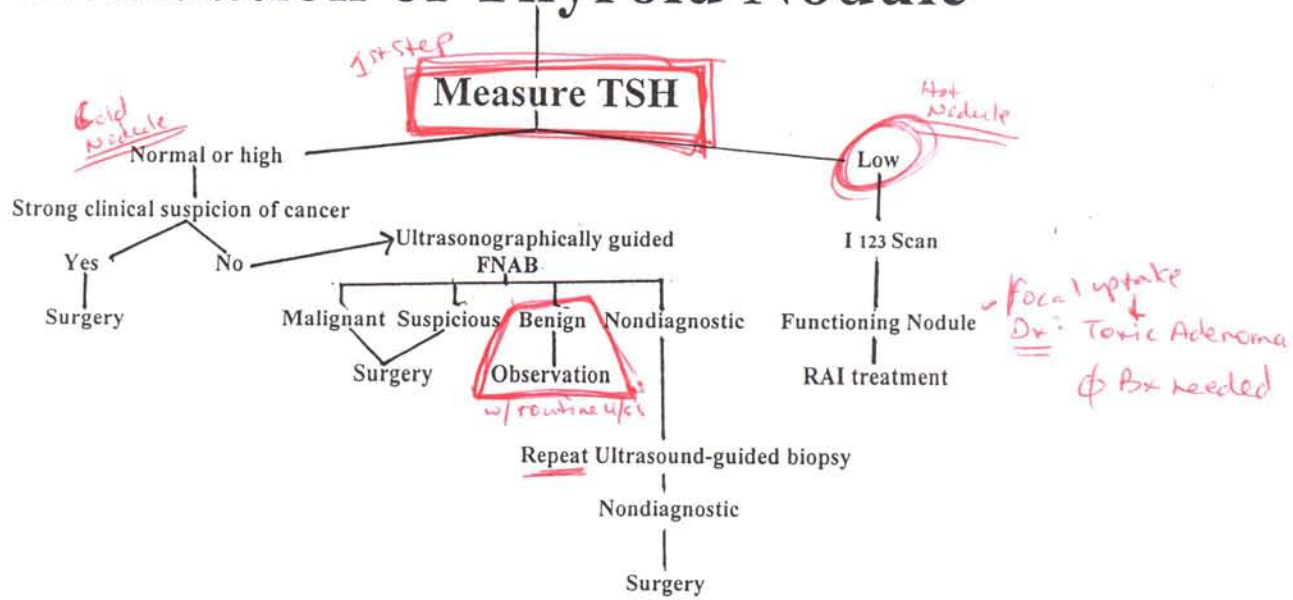 Thyroid Nodule
1st Step
Measure TSH
Cold
Nodule
Hot
Nodule
Normal or high
Low
Strong clinical suspicion of cancer
Yes
No
Ultrasonographically guided
FNAB
I 123 Scan
Surgery
Malignant Suspicious Benign Nondiagnostic
Functioning Nodule
Focal uptake
Dx: Toxic Adenoma
Surgery
Observation
RAI treatment
ϕ Bx needed
w/ routine u/s
Repeat Ultrasound-guided biopsy
Nondiagnostic
Surgery